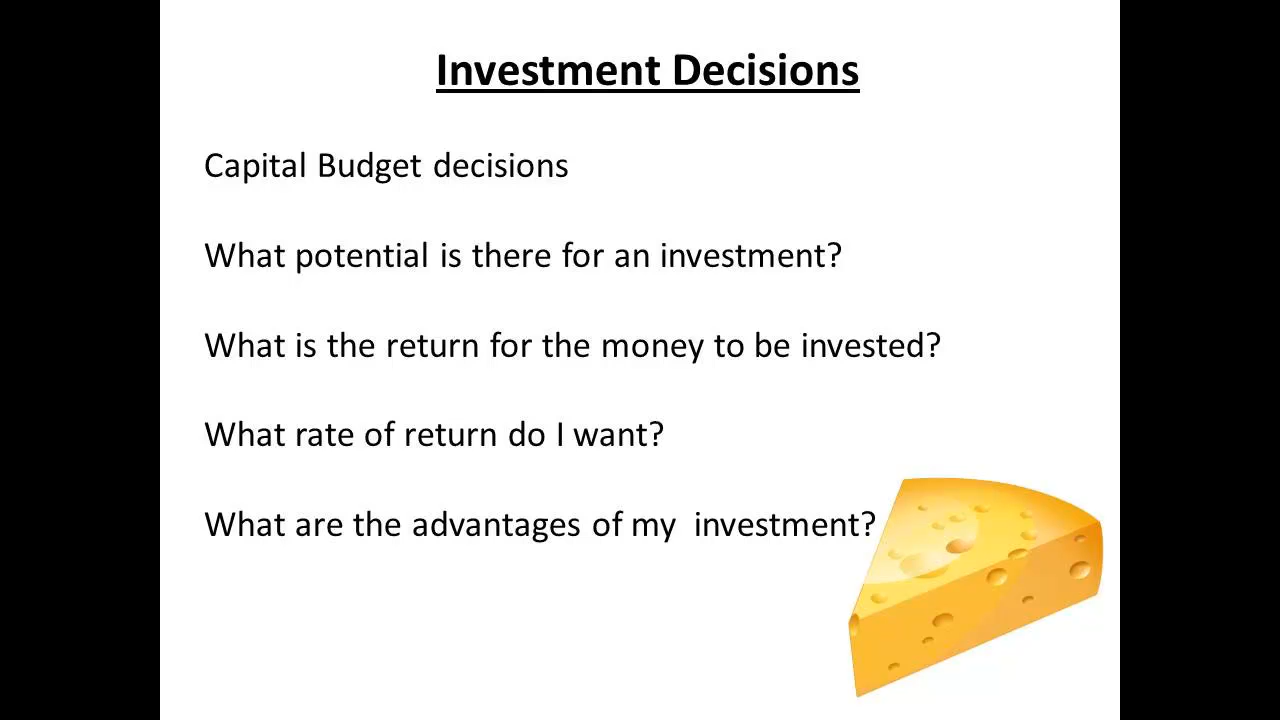 Investment Decisions
Capital Budget decisions
What potential is there for an investment?
What is the return for the money to be invested?
What rate of return do I want?
What are the advantages of my  investment?